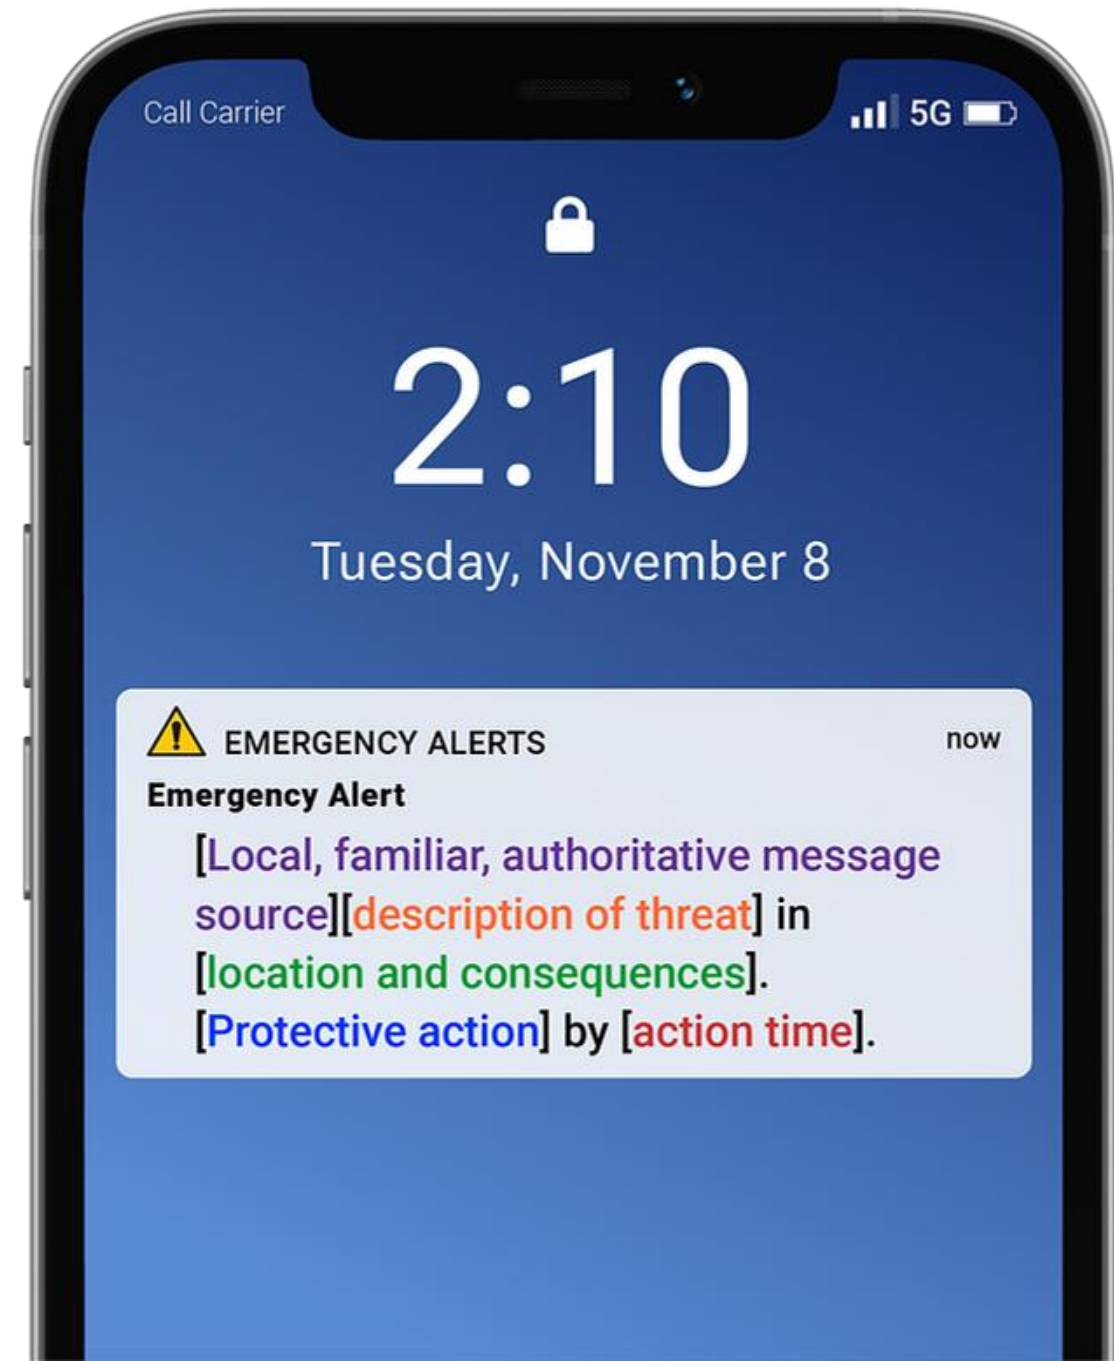 Call Carrier 5G
2:10
Tuesday, November 8
EMERGENCY ALERTS now
Emergency Alert
[Local, familiar, authoritative message
source][description of threat] in
[location and consequences].
[Protective action] by [action time].